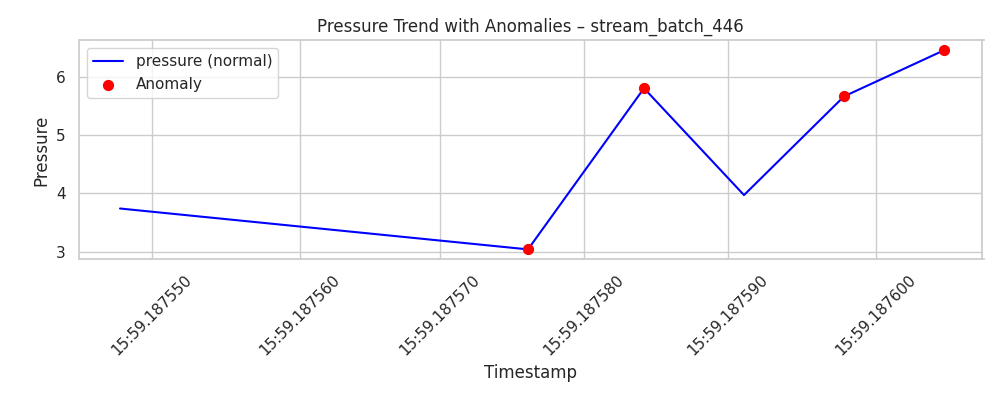 Pressure Trend with Anomalies – stream_batch_446
pressure (normal)
Anomaly
Pressure
6
5
4
3
15:59.187550
15:59.187560
15:59.187570
15:59.187580
15:59.187590
15:59.187600
Timestamp